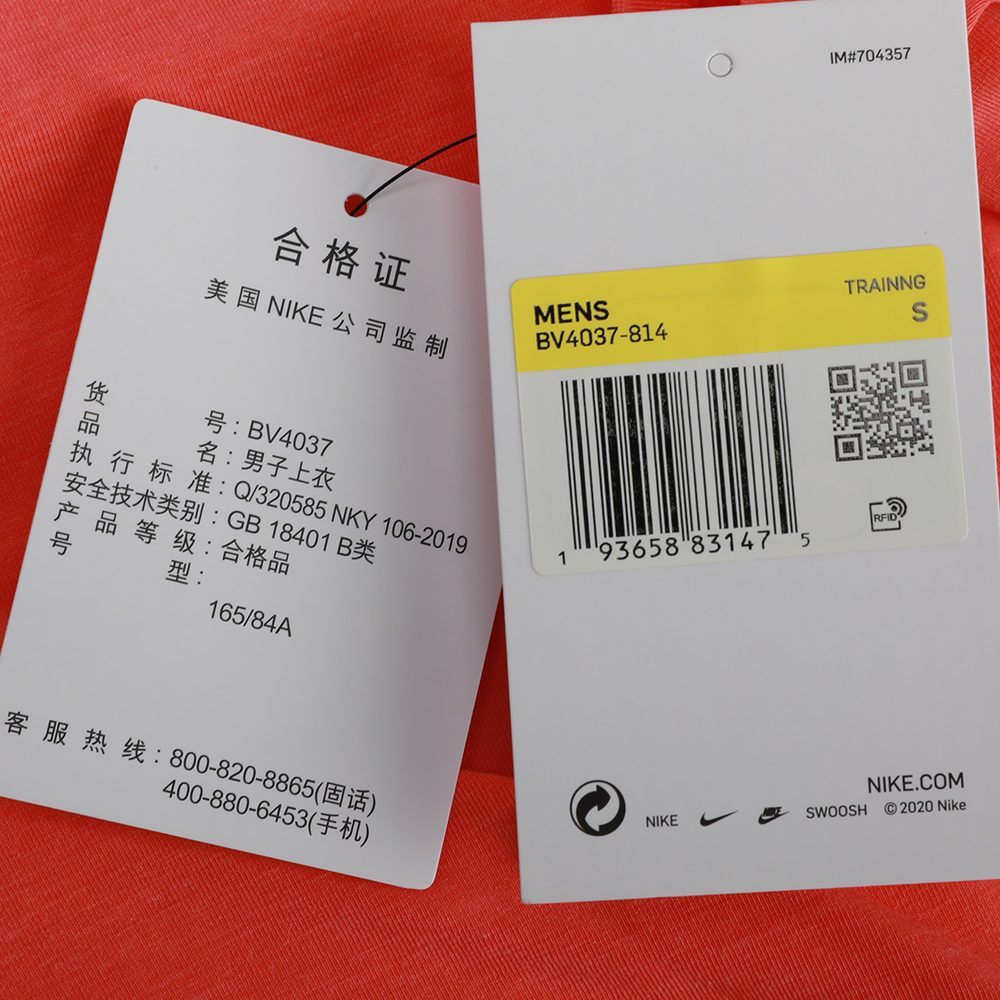 合格证
美国NIKE公司监制
货号：BV4037
品名：男子上衣
执行标准：Q/320585 NKY 106-2019
安全技术类别：GB 18401 B类
产品等级：合格品
号型：
165/84A
客服热线：800-820-8865(固话)
400-880-6453(手机)
IM#704357
TRAINNG
MENS
S
BV4037-814
1 93658 83147 5
RFID
NIKE.COM
NIKE
NIKE
SWOOSH
©2020 Nike